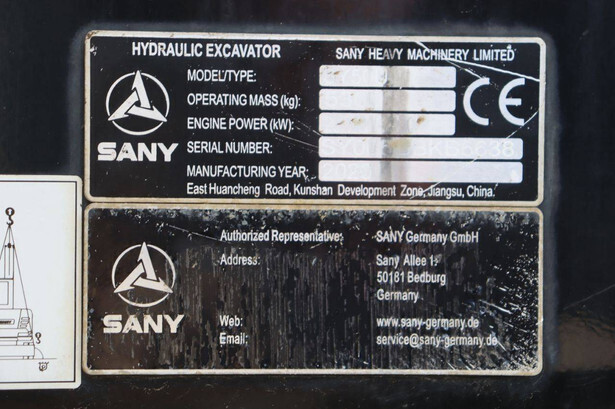 HYDRAULIC EXCAVATOR SANY HEAVY MACHINERY LIMITED
MODEL/TYPE:
OPERATING MASS (kg):
CE
ENGINE POWER (kW):
SANY
SERIAL NUMBER:
MANUFACTURING YEAR:
East Huancheng Road, Kunshan Development Zone, Jiangsu, China.
Authorized Representative: SANY Germany GmbH
Address: Sany Allee 1,
50181 Bedburg
Germany
SANY
Web: www.sany-germany.de
Email: service@sany-germany.de